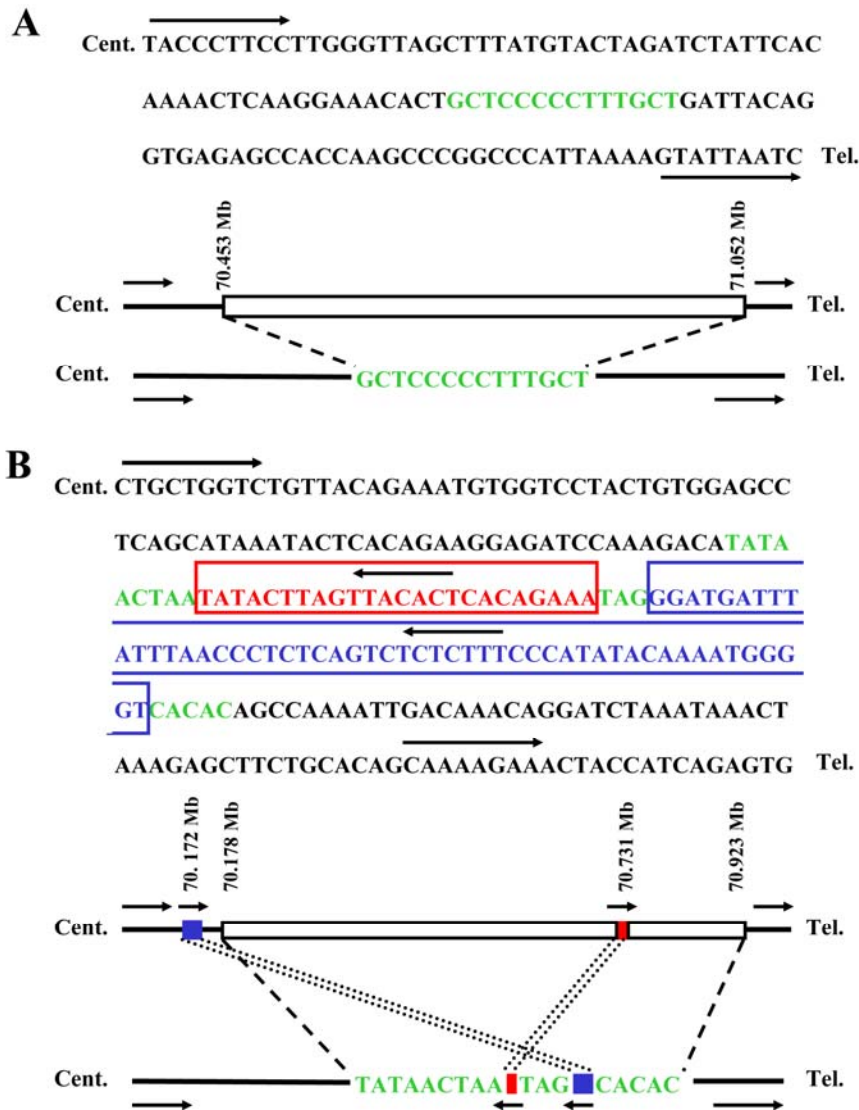 A
Cent. TACCCTTCCTTGGGTTAGCTTTATGTACTAGATCTATTCAC
AAAACTCAAGGAAACACTGCTCCCCCTTTGCTGATTACAG
GTGAGAGCCACCAAGCCCGGCCCATTAAAAGTATTAATC Tel.
70.453 Mb 71.052 Mb
Cent. Tel.
Cent. GCTCCCCCTTTGCT Tel.
B
Cent. CTGCTGGTCTGTTACAGAAATGTGGTCCTACTGTGGAGCC
TCAGCATAAATACTCACAGAAGGAGATCCAAAGACATATA
ACTAATATACTTAGTTACACTCACAGAAATAGGGATGATTT
ATTTAACCCTCTCAGTCTCTCTTTCCCATATACAAAATGGG
GTCACACAGCCAAAATTGACAAACAGGATCTAAATAAACT
AAAGAGCTTCTGCACAGCAAAAGAAACTACCATCAGAGTG Tel.
70.172 Mb 70.178 Mb 70.731 Mb 70.923 Mb
Cent. Tel.
Cent. TATAACTAA TAG CACAC Tel.